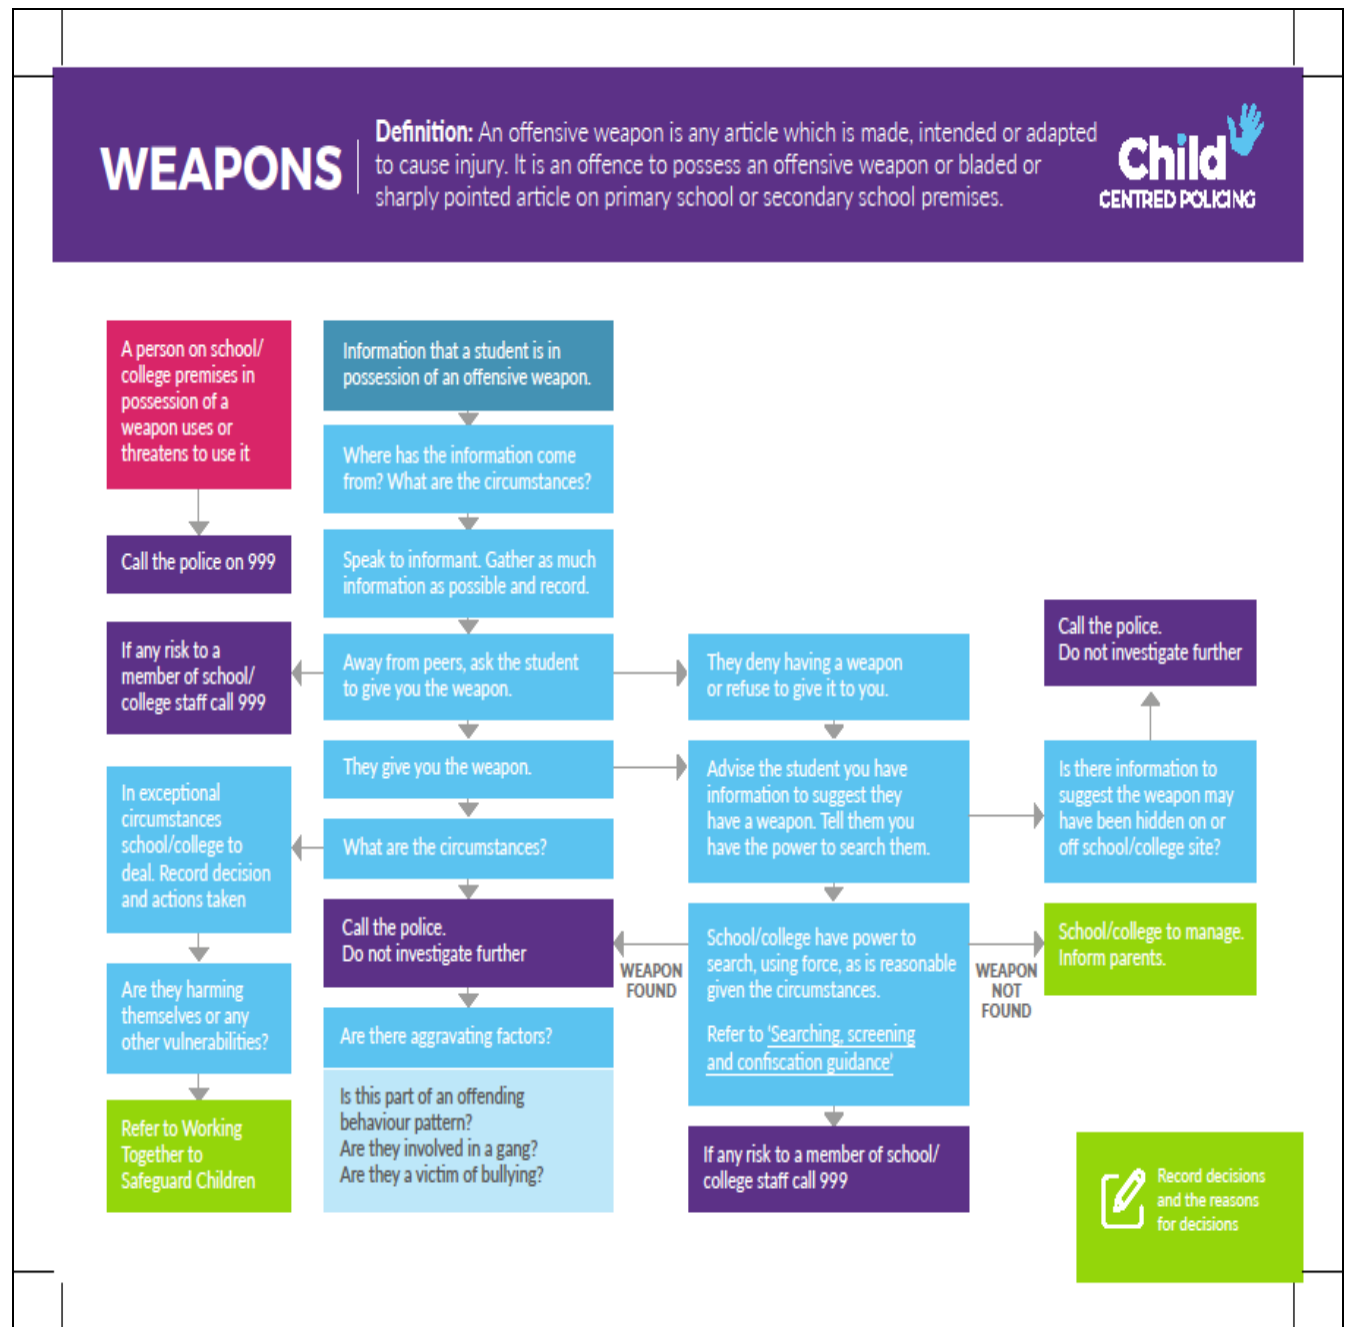 WEAPONS
Definition: An offensive weapon is any article which is made, intended or adapted
to cause injury. It is an offence to possess an offensive weapon or bladed or
sharply pointed article on primary school or secondary school premises.
Child
CENTRED POLICING
A person on school/
college premises in
possession of a
weapon uses or
threatens to use it
Call the police on 999
If any risk to a
member of school/
college staff call 999
In exceptional
circumstances
school/college to
deal. Record decision
and actions taken
Are they harming
themselves or any
other vulnerabilities?
Refer to Working
Together to
Safeguard Children
Information that a student is in
possession of an offensive weapon.
Where has the information come
from? What are the circumstances?
Speak to informant. Gather as much
information as possible and record.
Away from peers, ask the student
to give you the weapon.
They give you the weapon.
What are the circumstances?
Call the police.
Do not investigate further
Are there aggravating factors?
Is this part of an offending
behaviour pattern?
Are they involved in a gang?
Are they a victim of bullying?
WEAPON
FOUND
They deny having a weapon
or refuse to give it to you.
Advise the student you have
information to suggest they
have a weapon. Tell them you
have the power to search them.
School/college have power to
search, using force, as is reasonable
given the circumstances.
Refer to 'Searching, screening
and confiscation guidance'
If any risk to a member of school/
college staff call 999
WEAPON
NOT
FOUND
Call the police.
Do not investigate further
Is there information to
suggest the weapon may
have been hidden on or
off school/college site?
School/college to manage.
Inform parents.
Record decisions
and the reasons
for decisions